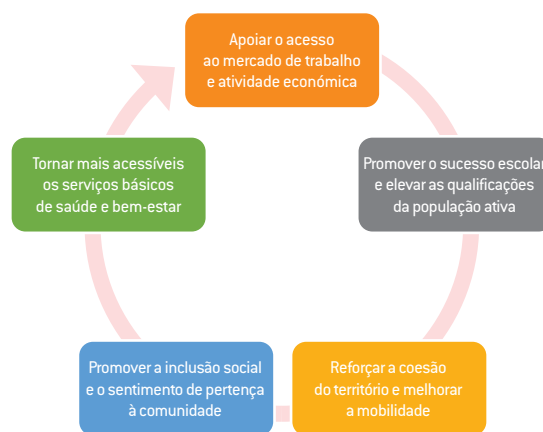 Apoiar o acesso
ao mercado de trabalho
e atividade económica
Promover o sucesso escolar
e elevar as qualificações
da população ativa
Reforçar a coesão
do território e melhorar
a mobilidade
Promover a inclusão social
e o sentimento de pertença
à comunidade
Tornar mais acessíveis
os serviços básicos
de saúde e bem-estar